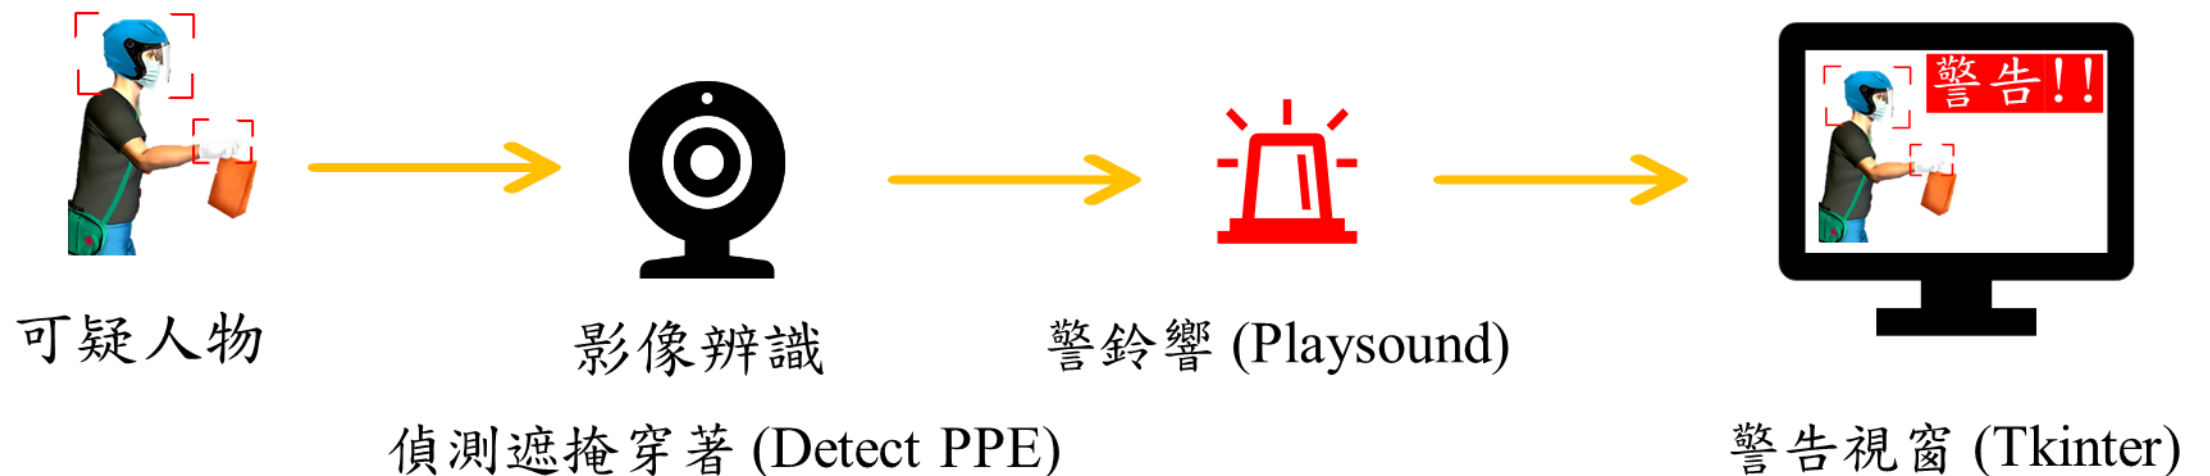 警告!!
可疑人物
影像辨識
警鈴響 (Playsound)
偵測遮掩穿著 (Detect PPE)
警告視窗 (Tkinter)